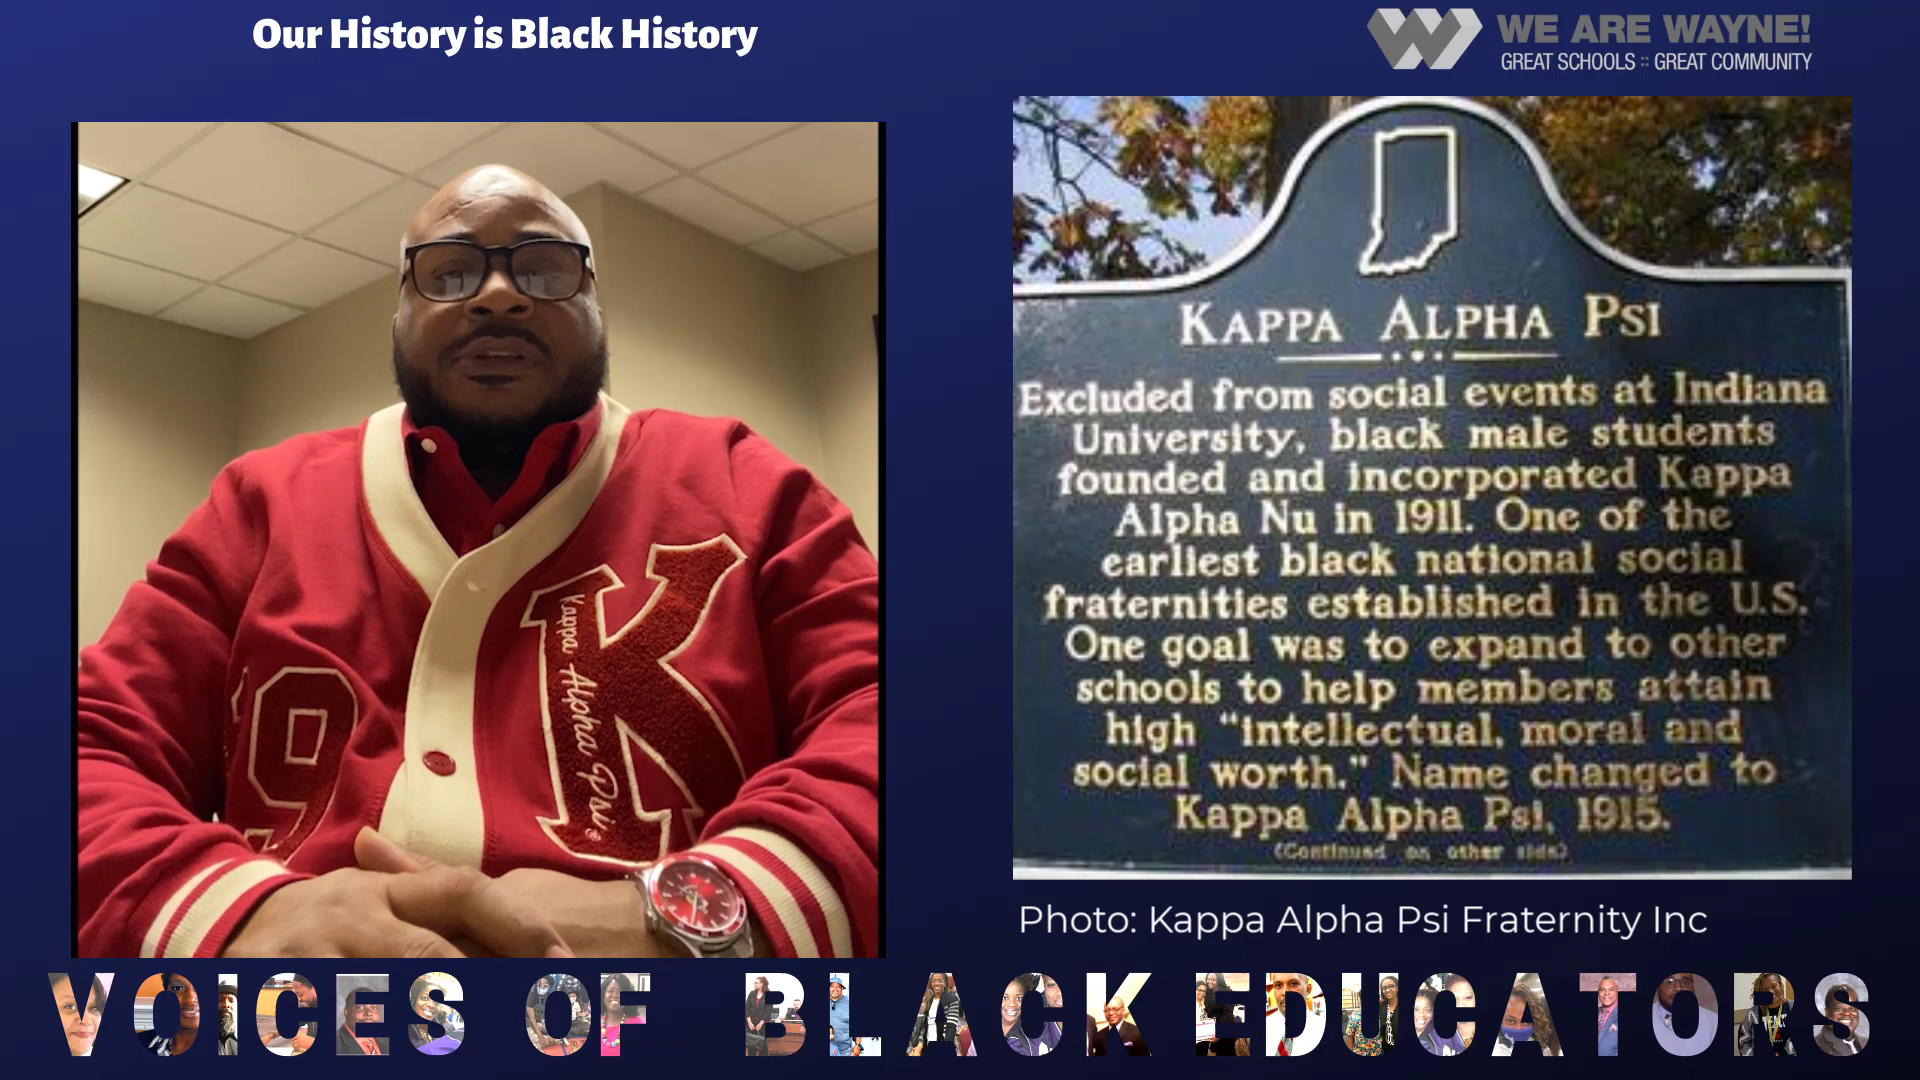 Our History is Black History
WE ARE WAYNE!
GREAT SCHOOLS :: GREAT COMMUNITY
9
K
Kappa Alpha Psi®
KAPPA ALPHA PSI
Excluded from social events at Indiana
University, black male students
founded and incorporated Kappa
Alpha Nu in 1911. One of the
earliest black national social
fraternities established in the U.S.
One goal was to expand to other
schools to help members attain
high "intellectual, moral and
social worth." Name changed to
Kappa Alpha Psi, 1915.
(Continued on other side)
Photo: Kappa Alpha Psi Fraternity Inc
VOICES OF BLACK EDUCATORS